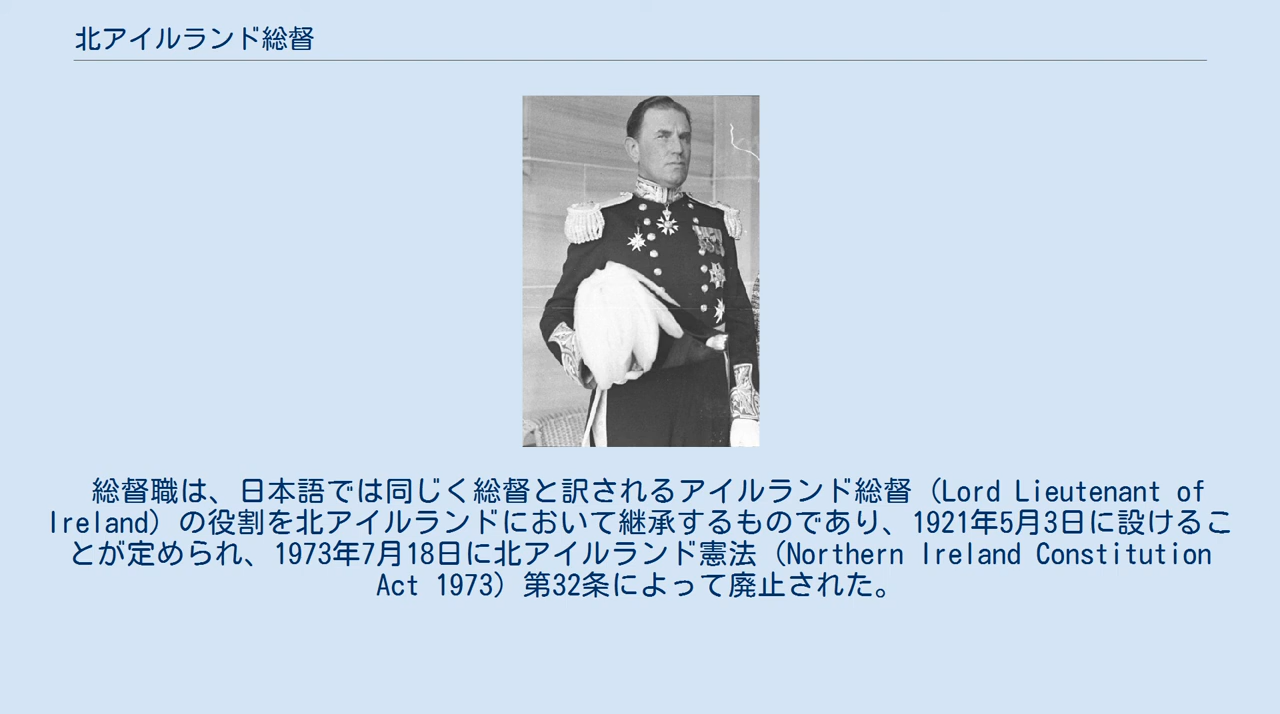 北アイルランド総督
総督職は、日本語では同じく総督と訳されるアイルランド総督（Lord Lieutenant of
Ireland）の役割を北アイルランドにおいて継承するものであり、1921年5月3日に設けるこ
とが定められ、1973年7月18日に北アイルランド憲法（Northern Ireland Constitution
Act 1973）第32条によって廃止された。